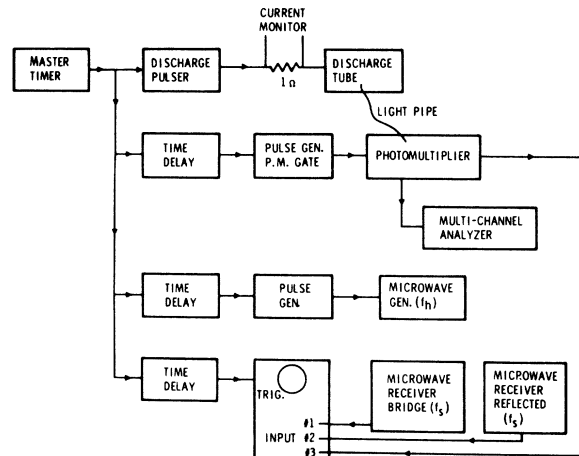 CURRENT
MONITOR
MASTER
TIMER
DISCHARGE
PULSER
1Ω
DISCHARGE
TUBE
LIGHT PIPE
TIME
DELAY
PULSE GEN.
P.M. GATE
PHOTOMULTIPLIER
MULTI-CHANNEL
ANALYZER
TIME
DELAY
PULSE
GEN.
MICROWAVE
GEN. (fh)
TIME
DELAY
TRIG.
MICROWAVE
RECEIVER
BRIDGE (fs)
MICROWAVE
RECEIVER
REFLECTED
(fs)
#1
INPUT #2
#3